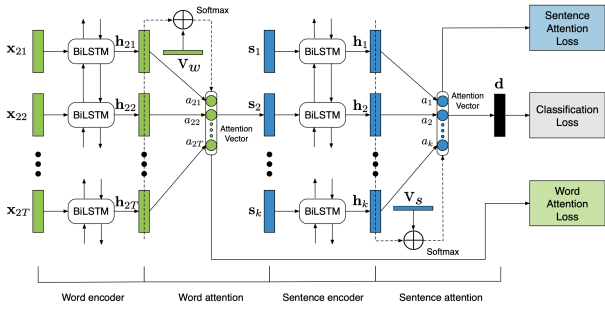 Softmax
Sentence
Attention
Loss
x21
BiLSTM
h21
Vw
s1
BiLSTM
h1
a21
a1
Attention
Vector
d
x22
BiLSTM
h22
a22
Attention
Vector
s2
BiLSTM
h2
a2
Classification
Loss
a2T
ak
x2T
BiLSTM
h2T
sk
BiLSTM
hk
Vs
Word
Attention
Loss
Softmax
Word encoder
Word attention
Sentence encoder
Sentence attention